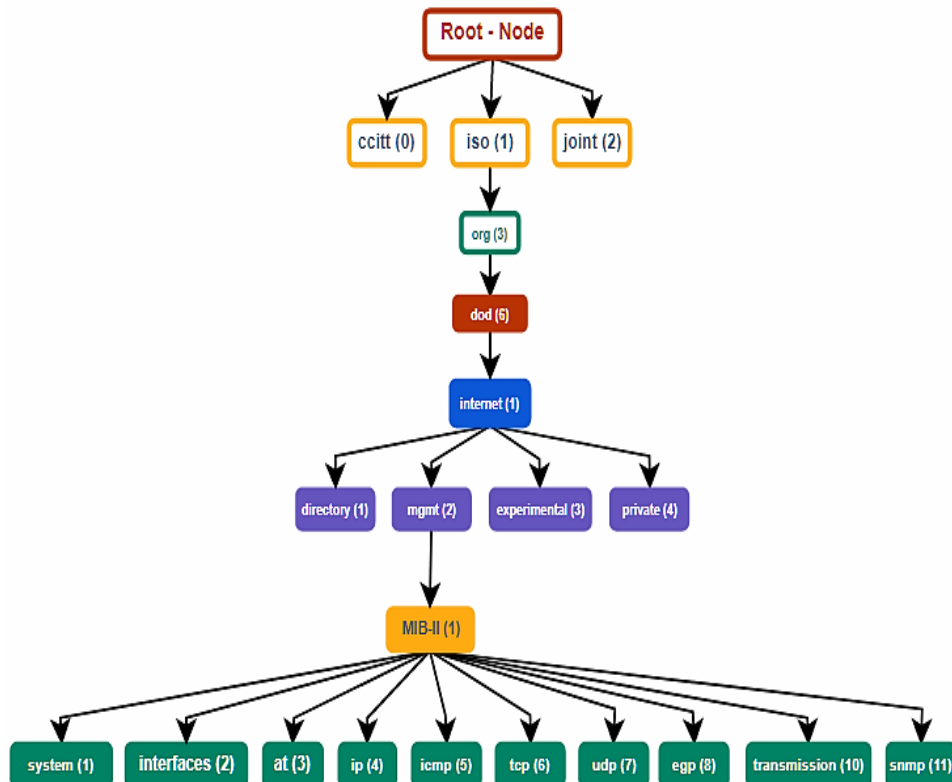 Root - Node
ccitt (0)
iso (1)
joint (2)
org (3)
dod (6)
internet (1)
directory (1)
mgmt (2)
experimental (3)
private (4)
MIB-II (1)
system (1)
interfaces (2)
at (3)
ip (4)
icmp (5)
tcp (6)
udp (7)
egp (8)
transmission (10)
snmp (11)